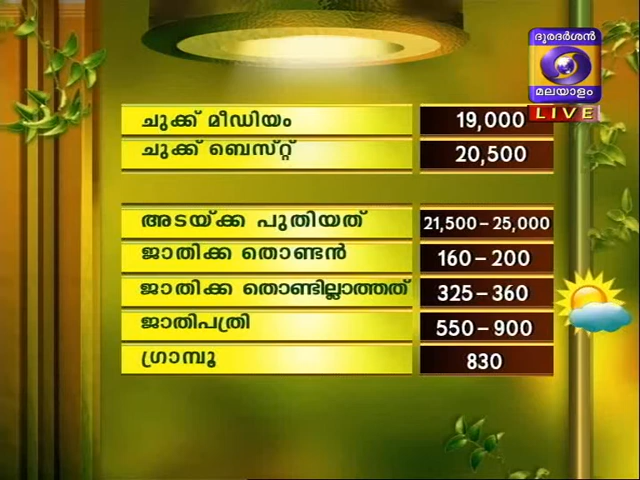 ദൂരദർശൻ
മലയാളം
LIVE
ചുക്ക് മീഡിയം 19,000
ചുക്ക് ബെസ്റ്റ് 20,500
അടയ്ക്ക പുതിയത് 21,500-25,000
ജാതിക്ക തൊണ്ടൻ 160-200
ജാതിക്ക തൊണ്ടില്ലാത്തത് 325-360
ജാതിപത്രി 550-900
ഗ്രാമ്പൂ 830